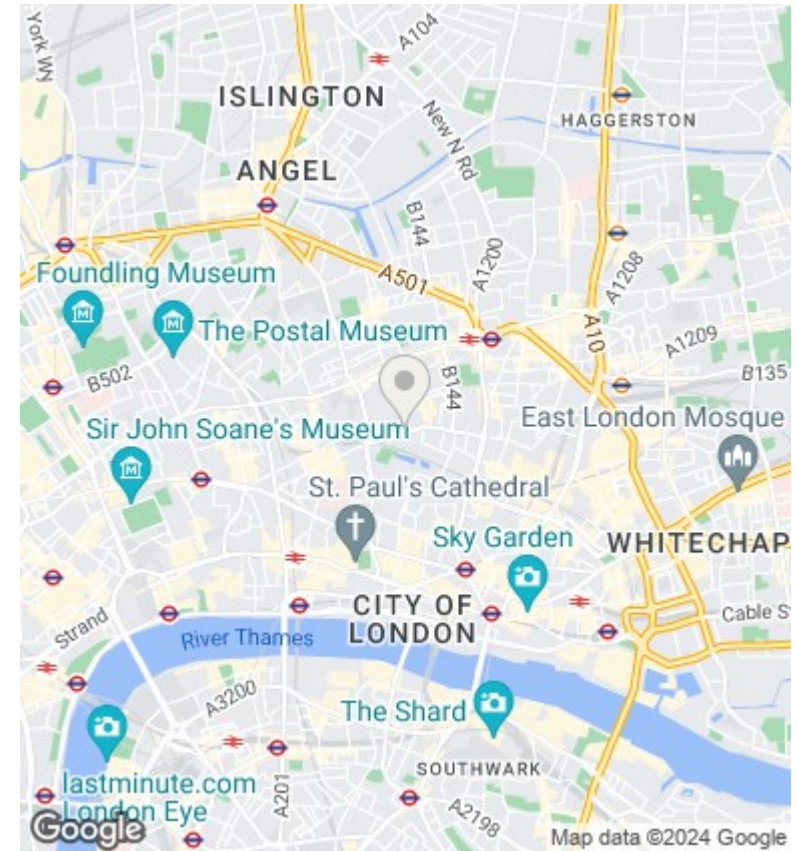 York WN
A104
ISLINGTON
New N Rd
HAGGERSTON
ANGEL
B144
A1200
A501
A1208
Foundling Museum
M
The Postal Museum
M
A10
A1209
B502
B144
B135
Sir John Soane's Museum
M
East London Mosque
St. Paul's Cathedral
Sky Garden
WHITECHAP
CITY OF
LONDON
Cable S
Strand
River Thames
A3200
The Shard
lastminute.com
London Eye
A201
SOUTHWARK
A2198
Google
Map data ©2024 Google